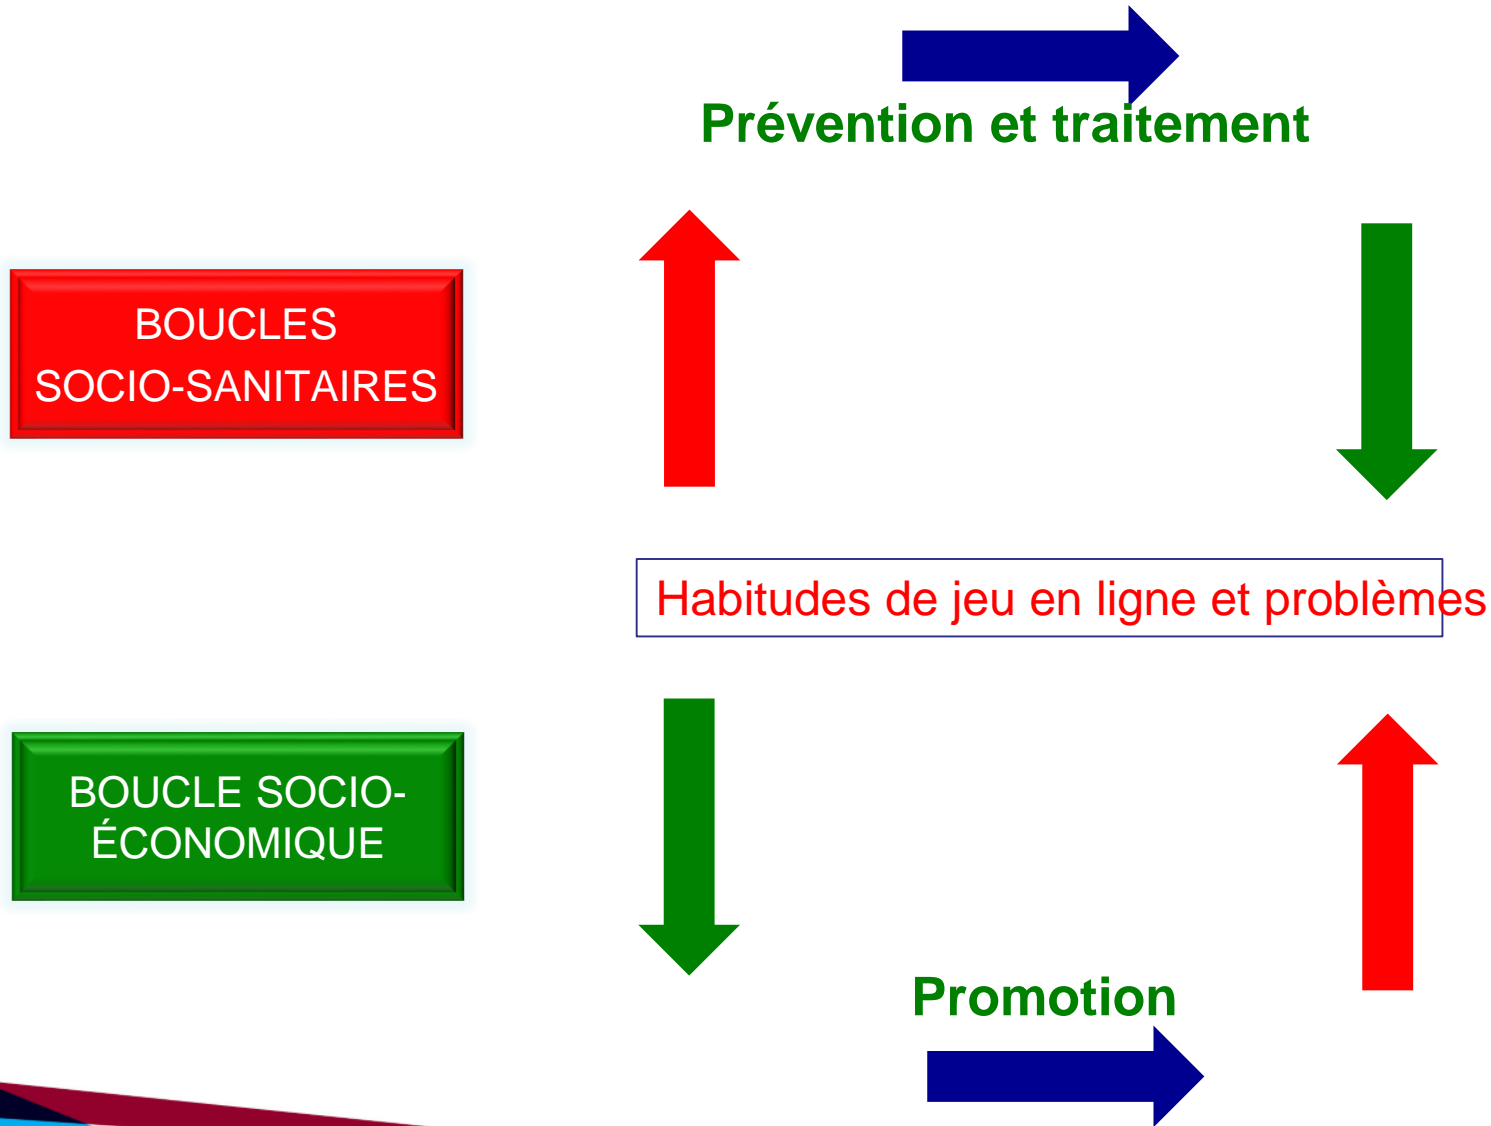 Prévention et traitement
BOUCLES
SOCIO-SANITAIRES
Habitudes de jeu en ligne et problèmes
BOUCLE SOCIO-
ÉCONOMIQUE
Promotion